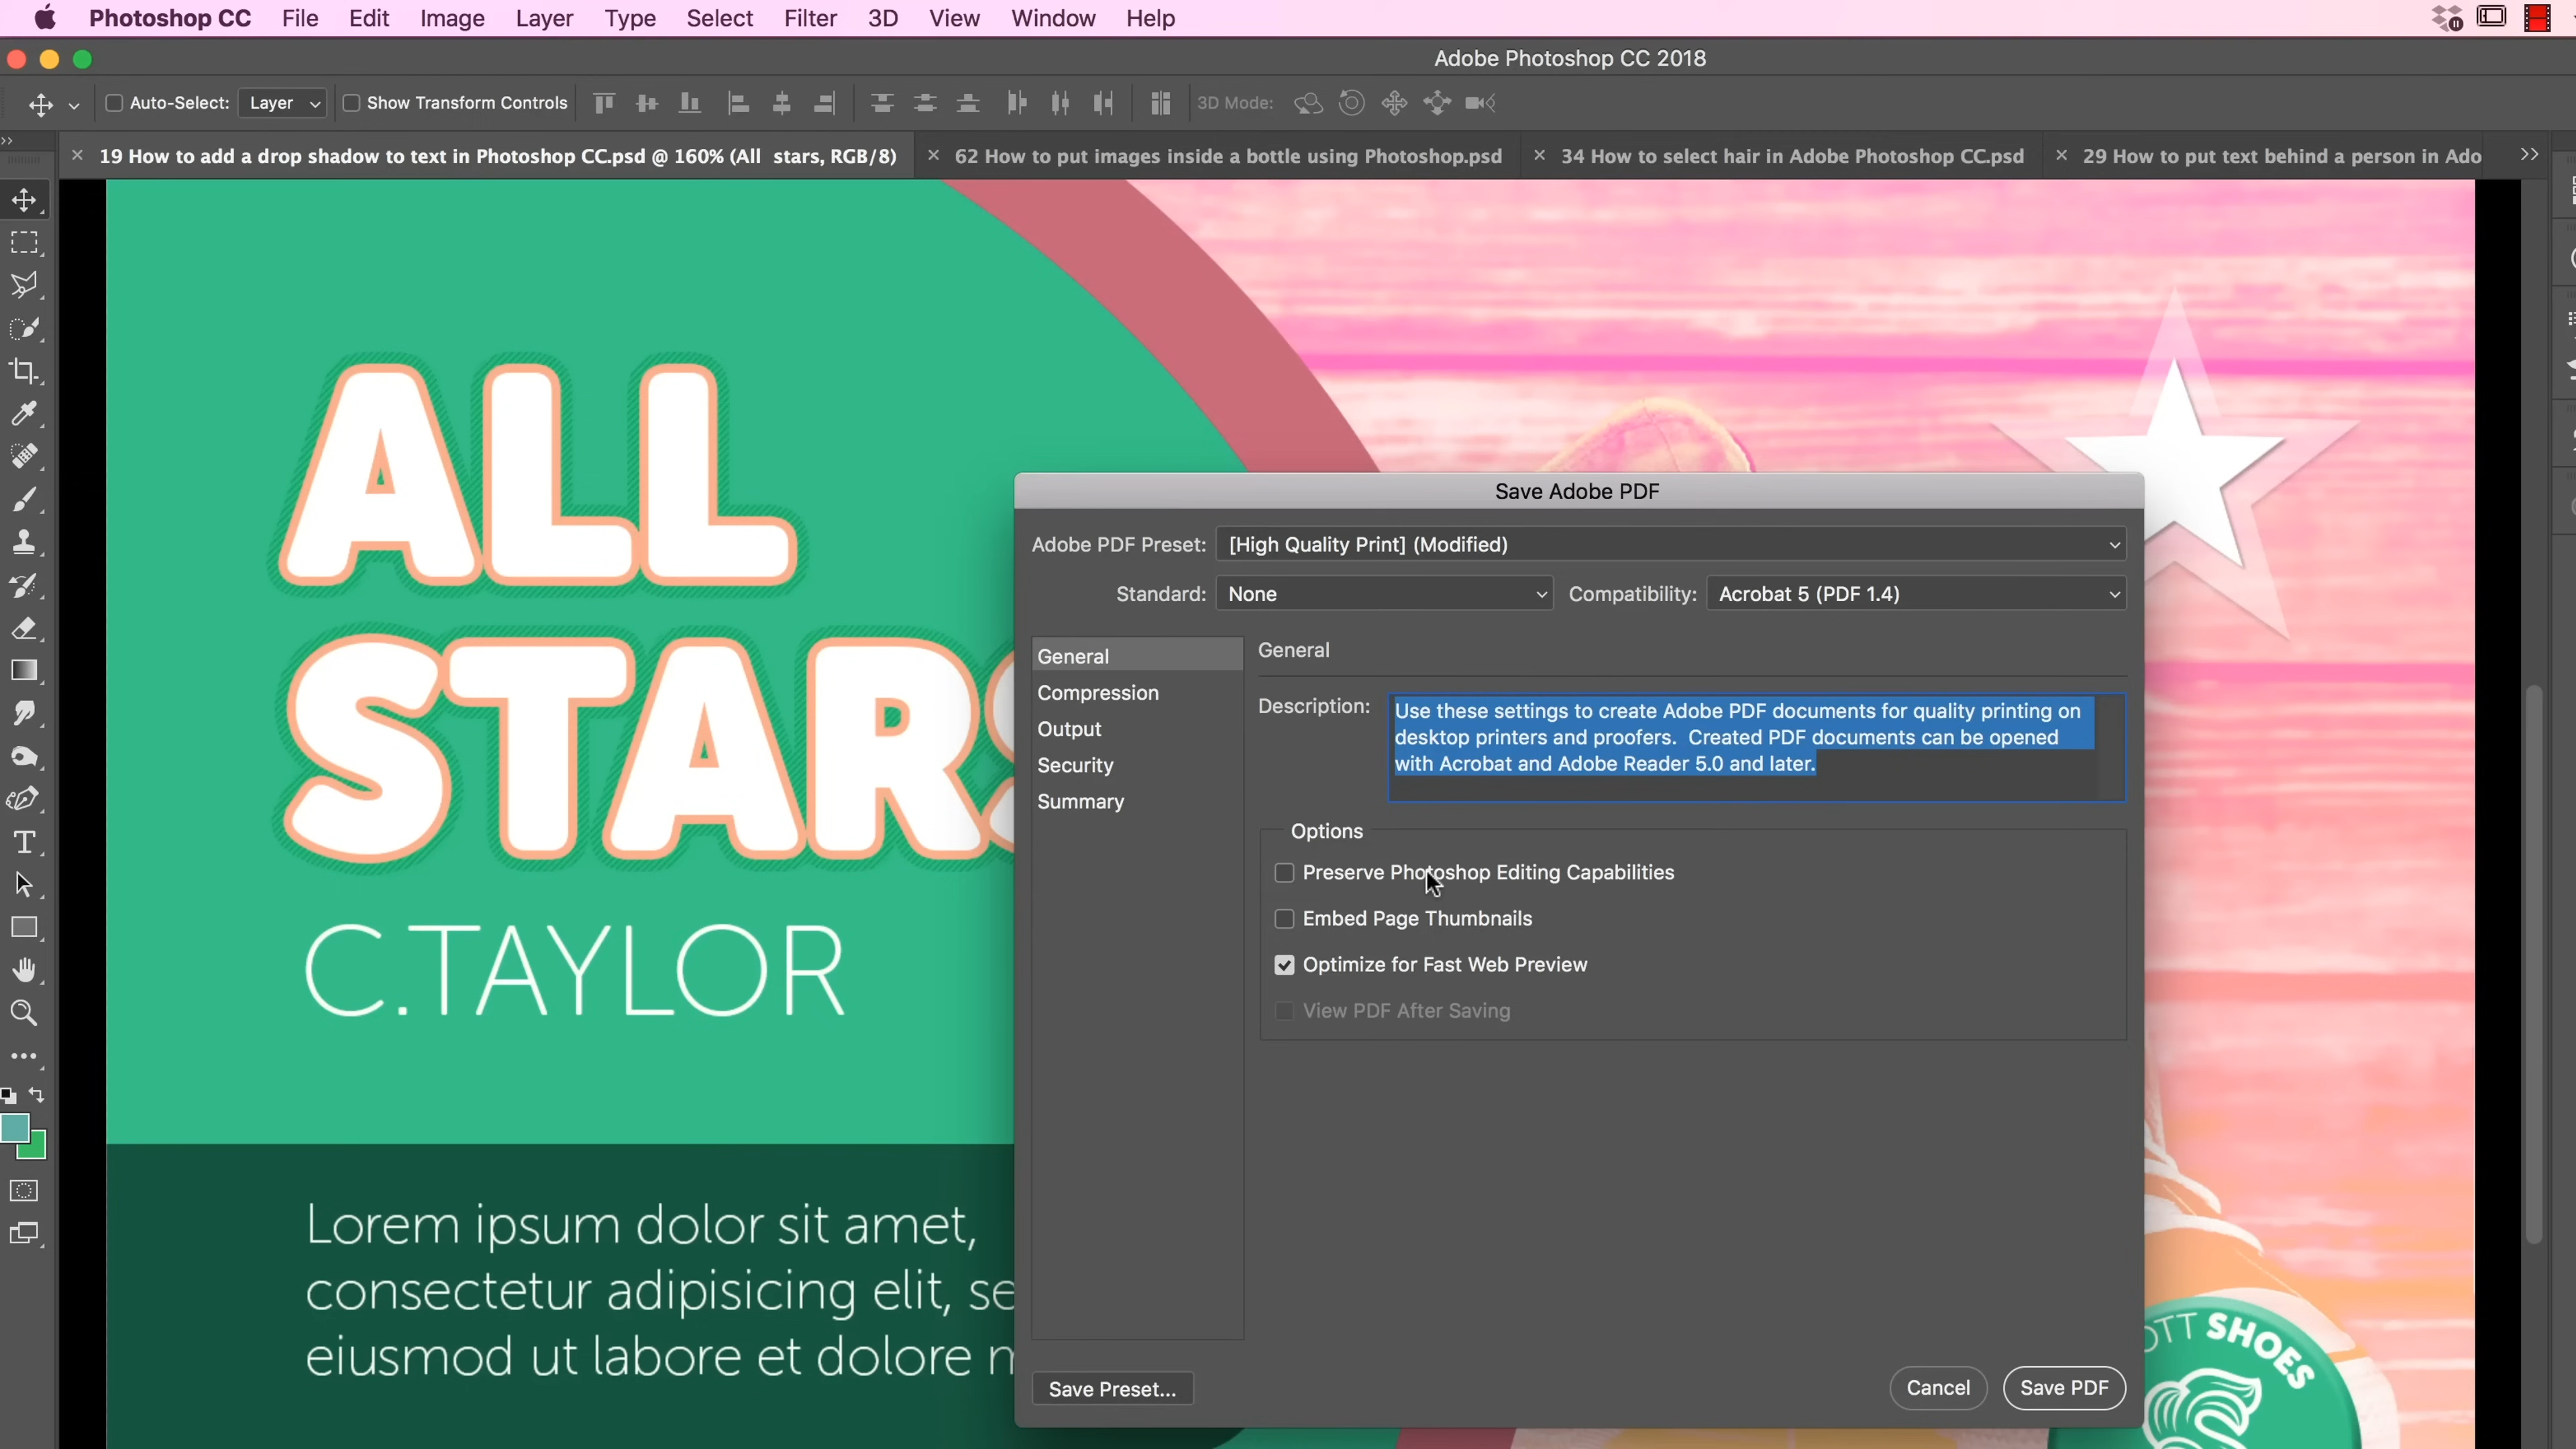 Photoshop CC File Edit Image Layer Type Select Filter 3D View Window Help
Adobe Photoshop CC 2018
Auto-Select: Layer Show Transform Controls 3D Mode:
19 How to add a drop shadow to text in Photoshop CC.psd @ 160% (All stars, RGB/8) 62 How to put images inside a bottle using Photoshop.psd 34 How to select hair in Adobe Photoshop CC.psd 29 How to put text behind a person in Ado
ALL
STARS
C.TAYLOR
Lorem ipsum dolor sit amet,
consectetur adipisicing elit, se
eiusmod ut labore et dolore m
Save Adobe PDF
Adobe PDF Preset: [High Quality Print] (Modified)
Standard: None Compatibility: Acrobat 5 (PDF 1.4)
General
Compression
Output
Security
Summary
General
Description: Use these settings to create Adobe PDF documents for quality printing on
desktop printers and proofers. Created PDF documents can be opened
with Acrobat and Adobe Reader 5.0 and later.
Options
Preserve Photoshop Editing Capabilities
Embed Page Thumbnails
Optimize for Fast Web Preview
View PDF After Saving
Save Preset... Cancel Save PDF
OTT SHOES